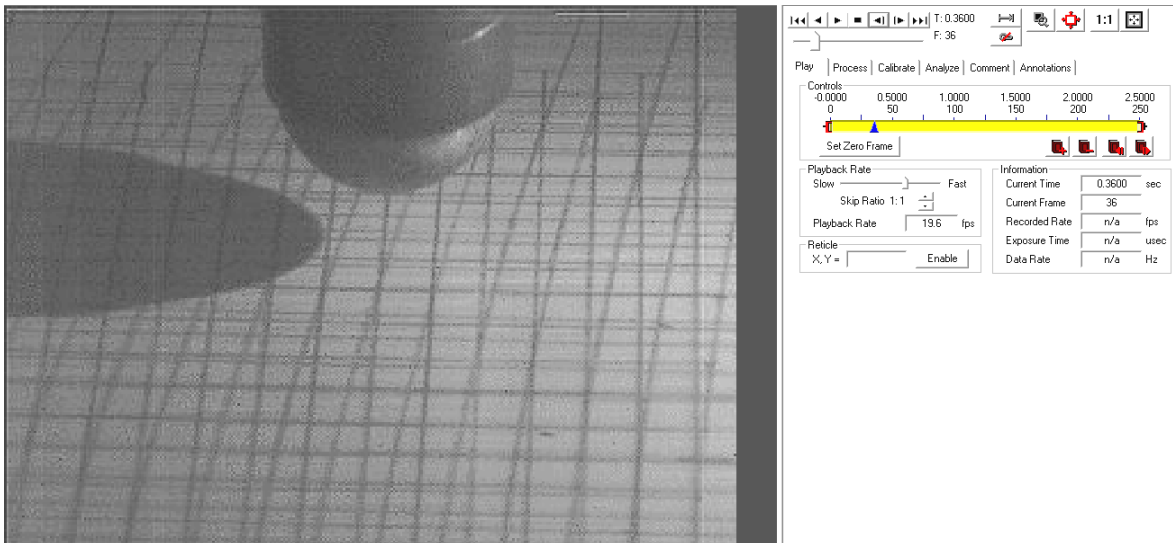 T: 0.3600
F: 36
1:1
Play Process Calibrate Analyze Comment Annotations
Controls
-0.0000 0.5000 1.0000 1.5000 2.0000 2.5000
0 50 100 150 200 250
Set Zero Frame
Playback Rate
Slow Fast
Skip Ratio 1:1
Playback Rate 19.6 fps
Reticle
X, Y = Enable
Information
Current Time 0.3600 sec
Current Frame 36
Recorded Rate n/a fps
Exposure Time n/a usec
Data Rate n/a Hz